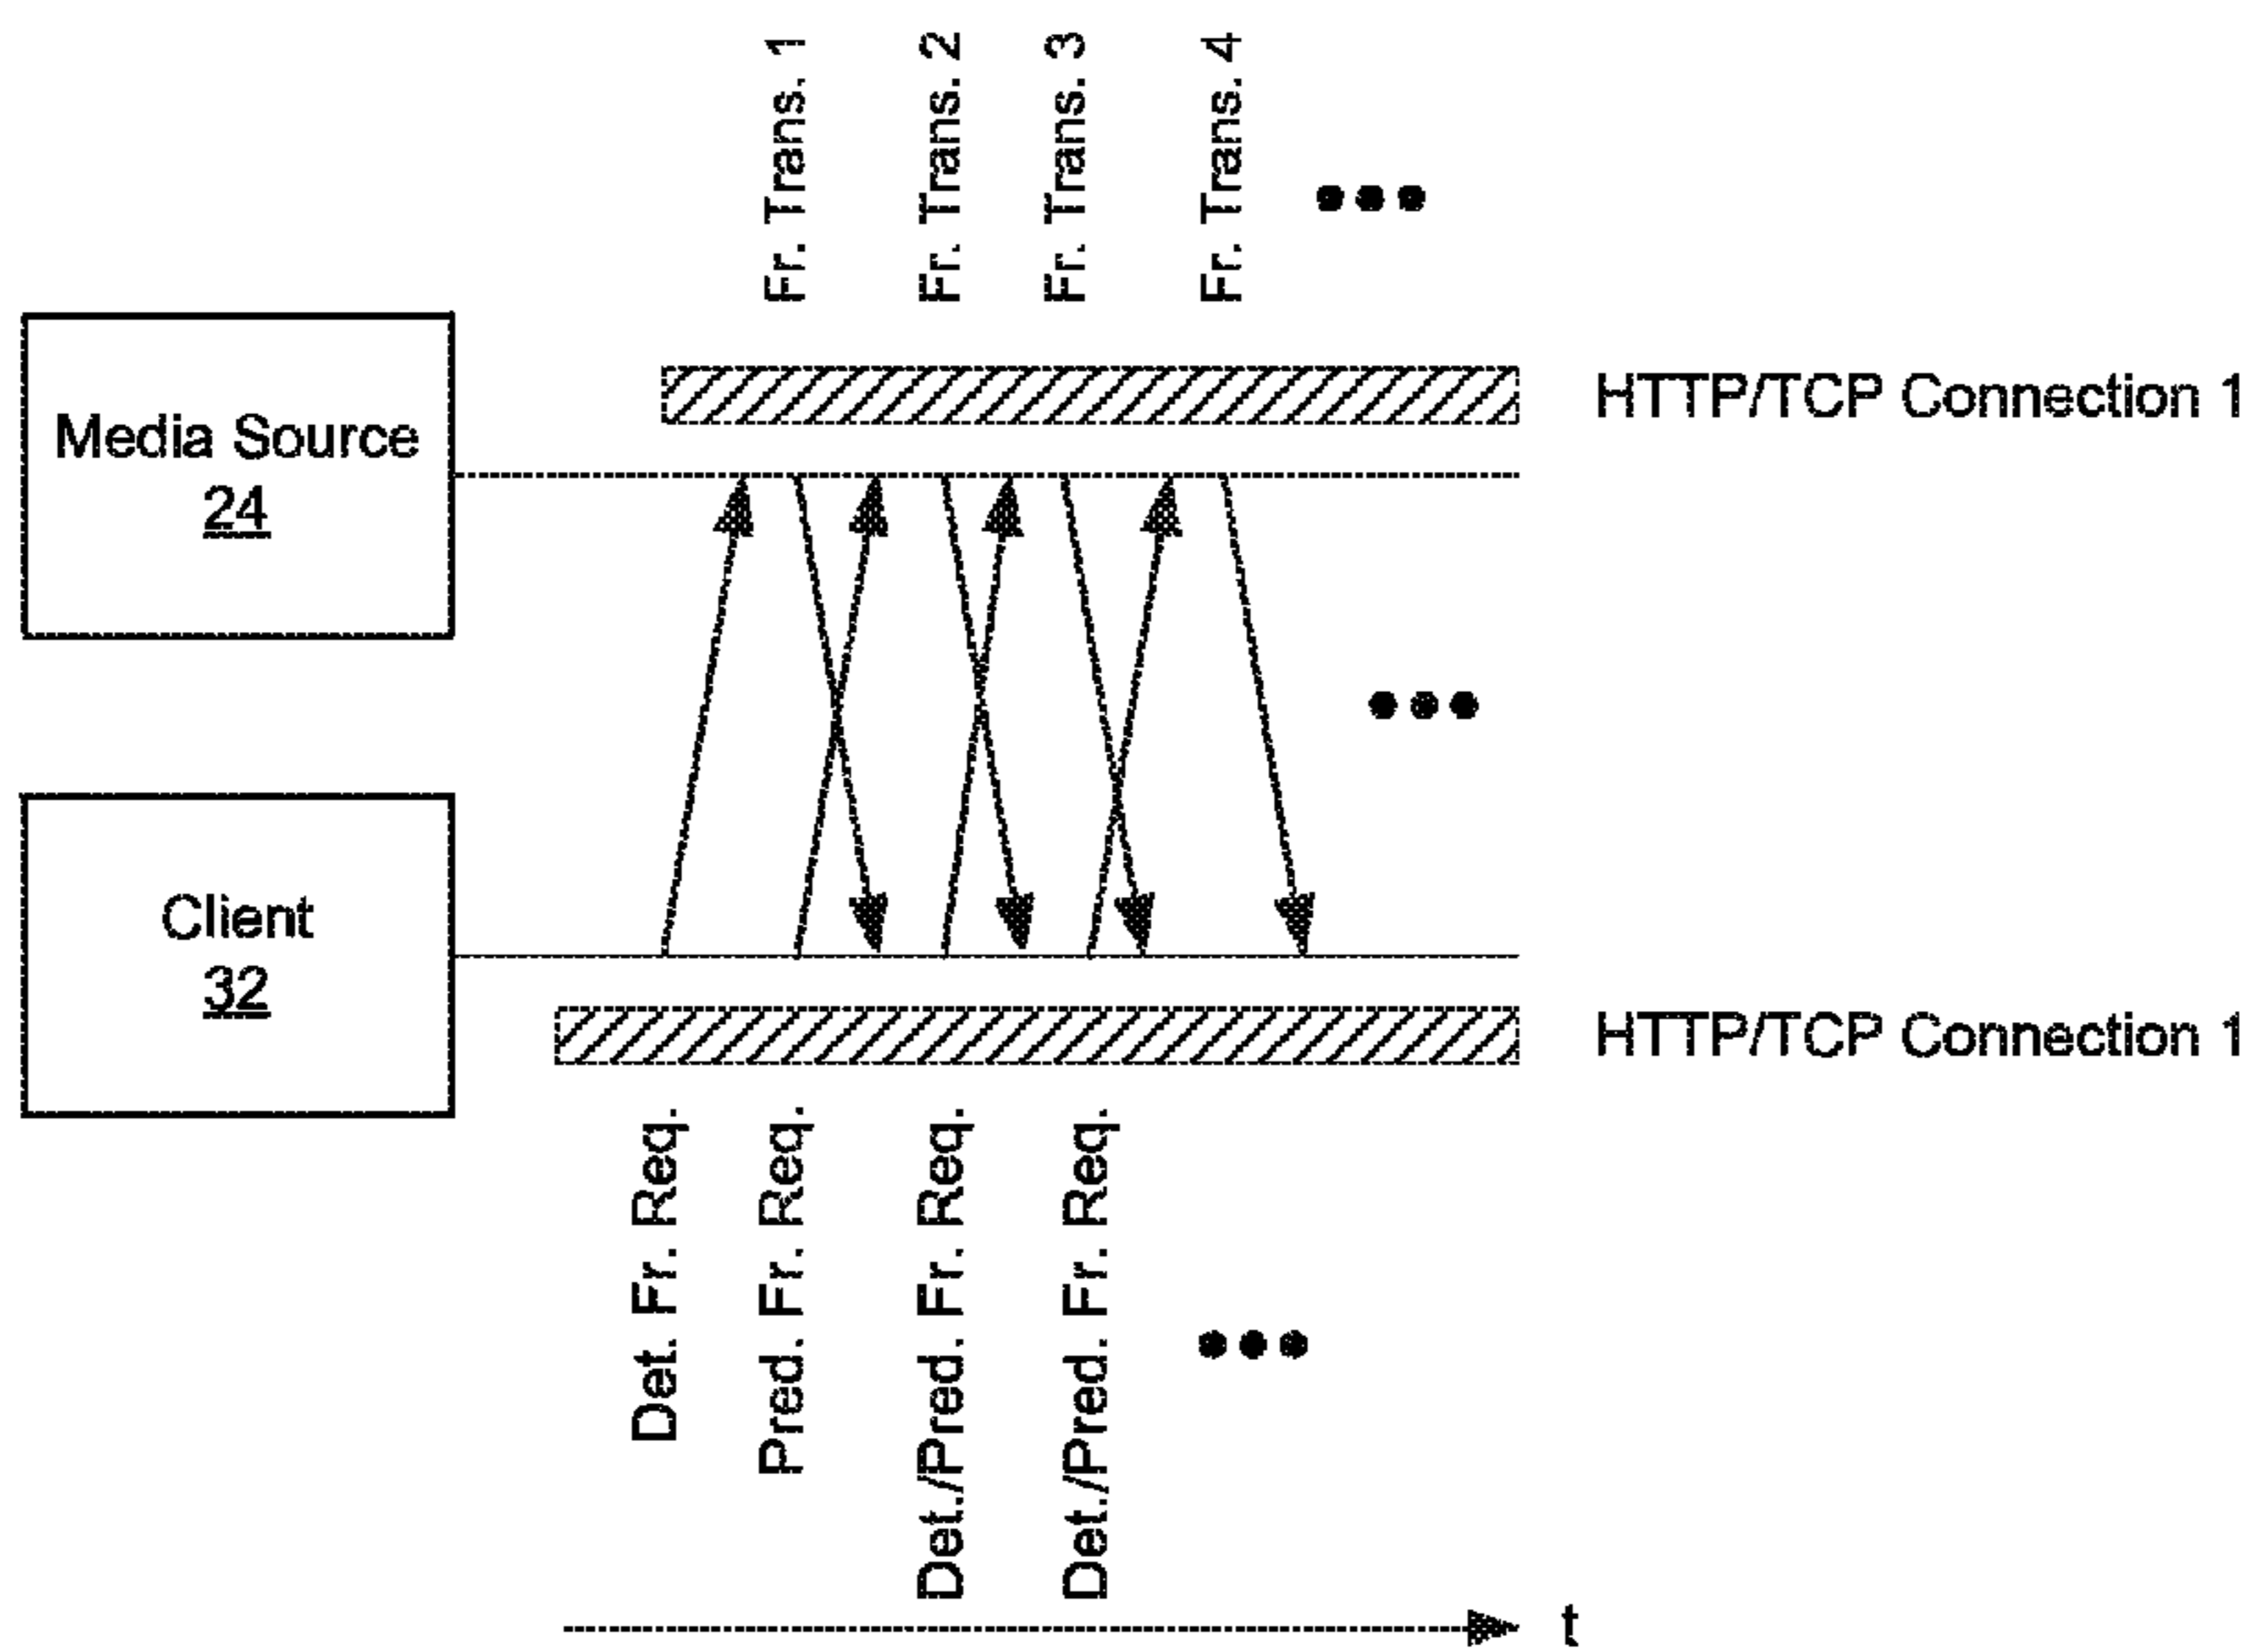 Fr. Trans. 1
Fr. Trans. 2
Fr. Trans. 3
Fr. Trans. 4
HTTP/TCP Connection 1
Media Source
24
Client
32
HTTP/TCP Connection 1
Det. Fr. Req.
Pred. Fr. Req.
Det./Pred. Fr. Req.
Det./Pred. Fr. Req.
t